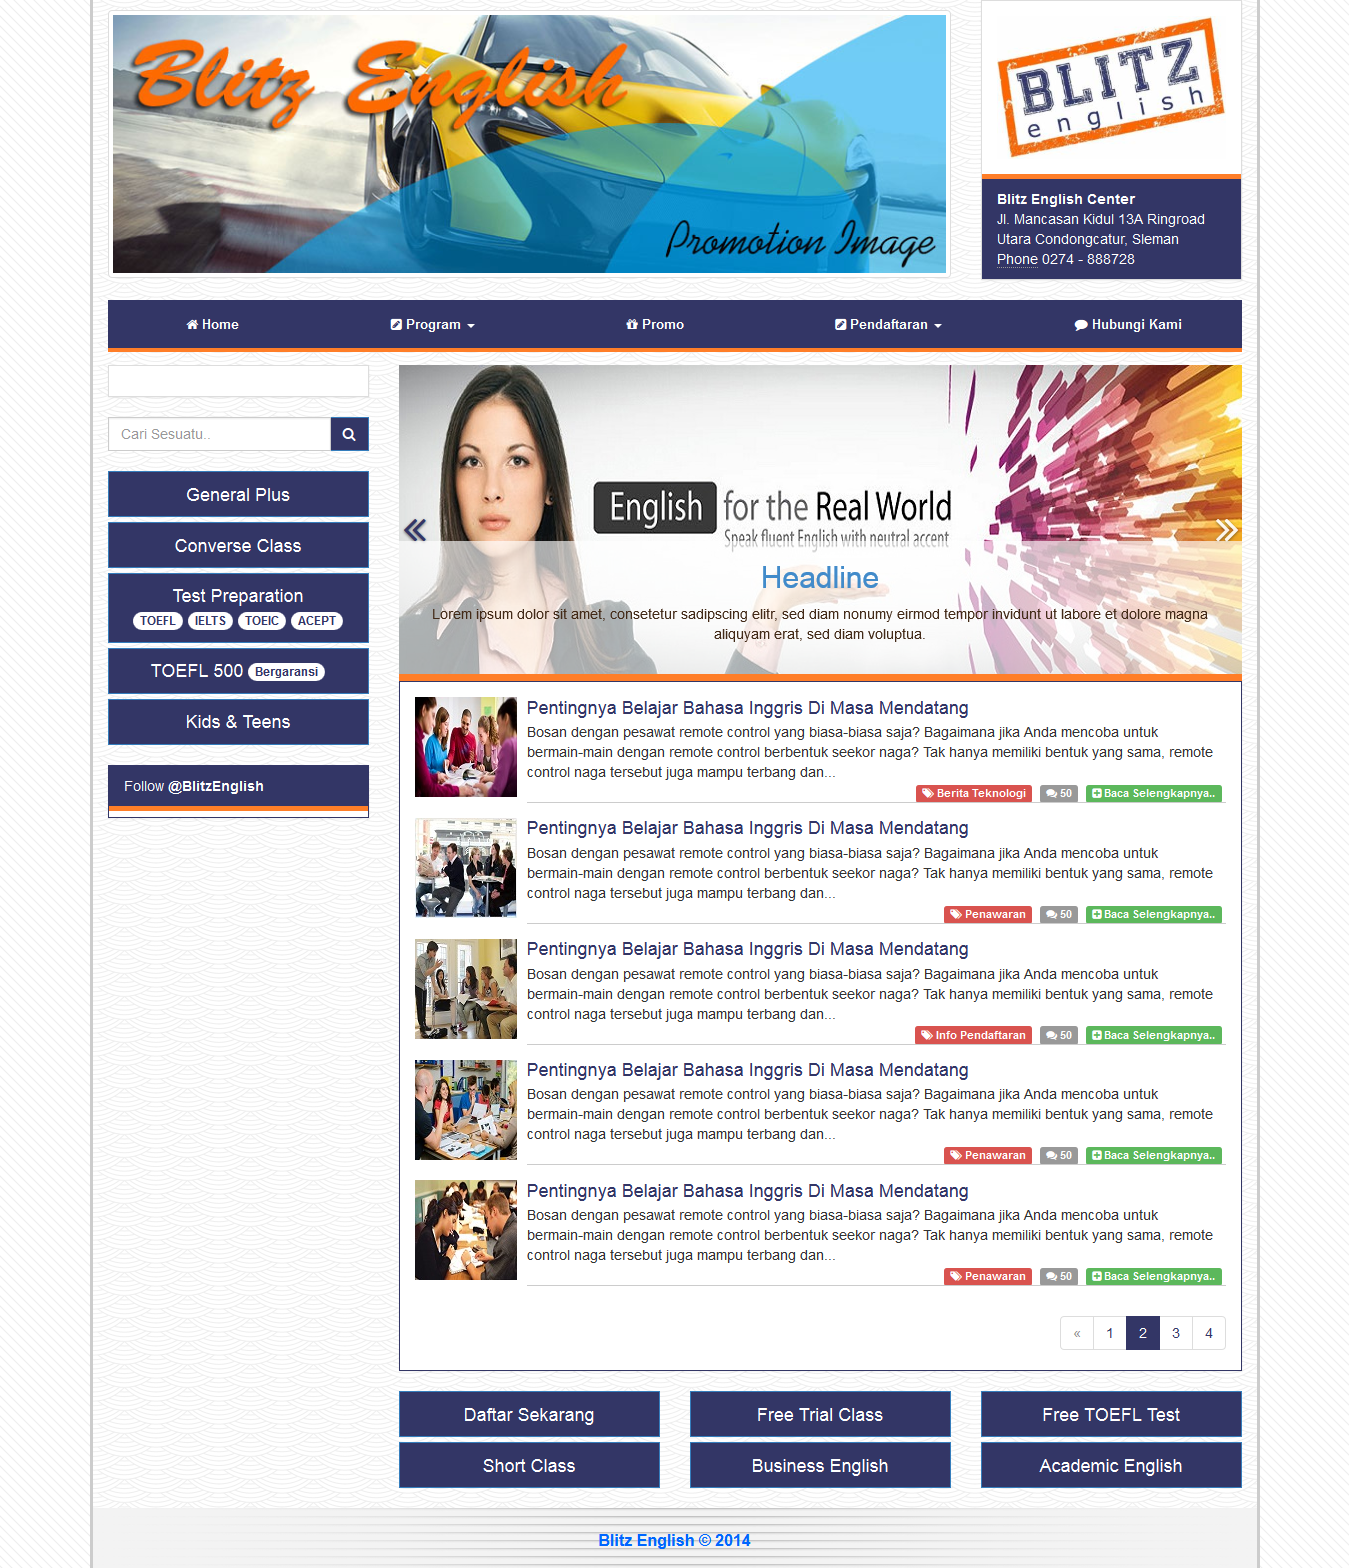 Blitz English
Promotion Image
BLITZ
english
Blitz English Center
Jl. Mancasan Kidul 13A Ringroad
Utara Condongcatur, Sleman
Phone 0274 - 888728
Home
Program
Promo
Pendaftaran
Hubungi Kami
Cari Sesuatu..
General Plus
Converse Class
Test Preparation
TOEFL IELTS TOEIC ACEPT
TOEFL 500 Bergaransi
Kids & Teens
Follow @BlitzEnglish
English for the Real World
Speak fluent English with neutral accent
Headline
Lorem ipsum dolor sit amet, consetetur sadipscing elitr, sed diam nonumy eirmod tempor invidunt ut labore et dolore magna
aliquyam erat, sed diam voluptua.
Pentingnya Belajar Bahasa Inggris Di Masa Mendatang
Bosan dengan pesawat remote control yang biasa-biasa saja? Bagaimana jika Anda mencoba untuk
bermain-main dengan remote control berbentuk seekor naga? Tak hanya memiliki bentuk yang sama, remote
control naga tersebut juga mampu terbang dan...
Berita Teknologi 50 Baca Selengkapnya..
Pentingnya Belajar Bahasa Inggris Di Masa Mendatang
Bosan dengan pesawat remote control yang biasa-biasa saja? Bagaimana jika Anda mencoba untuk
bermain-main dengan remote control berbentuk seekor naga? Tak hanya memiliki bentuk yang sama, remote
control naga tersebut juga mampu terbang dan...
Penawaran 50 Baca Selengkapnya..
Pentingnya Belajar Bahasa Inggris Di Masa Mendatang
Bosan dengan pesawat remote control yang biasa-biasa saja? Bagaimana jika Anda mencoba untuk
bermain-main dengan remote control berbentuk seekor naga? Tak hanya memiliki bentuk yang sama, remote
control naga tersebut juga mampu terbang dan...
Info Pendaftaran 50 Baca Selengkapnya..
Pentingnya Belajar Bahasa Inggris Di Masa Mendatang
Bosan dengan pesawat remote control yang biasa-biasa saja? Bagaimana jika Anda mencoba untuk
bermain-main dengan remote control berbentuk seekor naga? Tak hanya memiliki bentuk yang sama, remote
control naga tersebut juga mampu terbang dan...
Penawaran 50 Baca Selengkapnya..
Pentingnya Belajar Bahasa Inggris Di Masa Mendatang
Bosan dengan pesawat remote control yang biasa-biasa saja? Bagaimana jika Anda mencoba untuk
bermain-main dengan remote control berbentuk seekor naga? Tak hanya memiliki bentuk yang sama, remote
control naga tersebut juga mampu terbang dan...
Penawaran 50 Baca Selengkapnya..
« 1 2 3 4
Daftar Sekarang
Free Trial Class
Free TOEFL Test
Short Class
Business English
Academic English
Blitz English © 2014